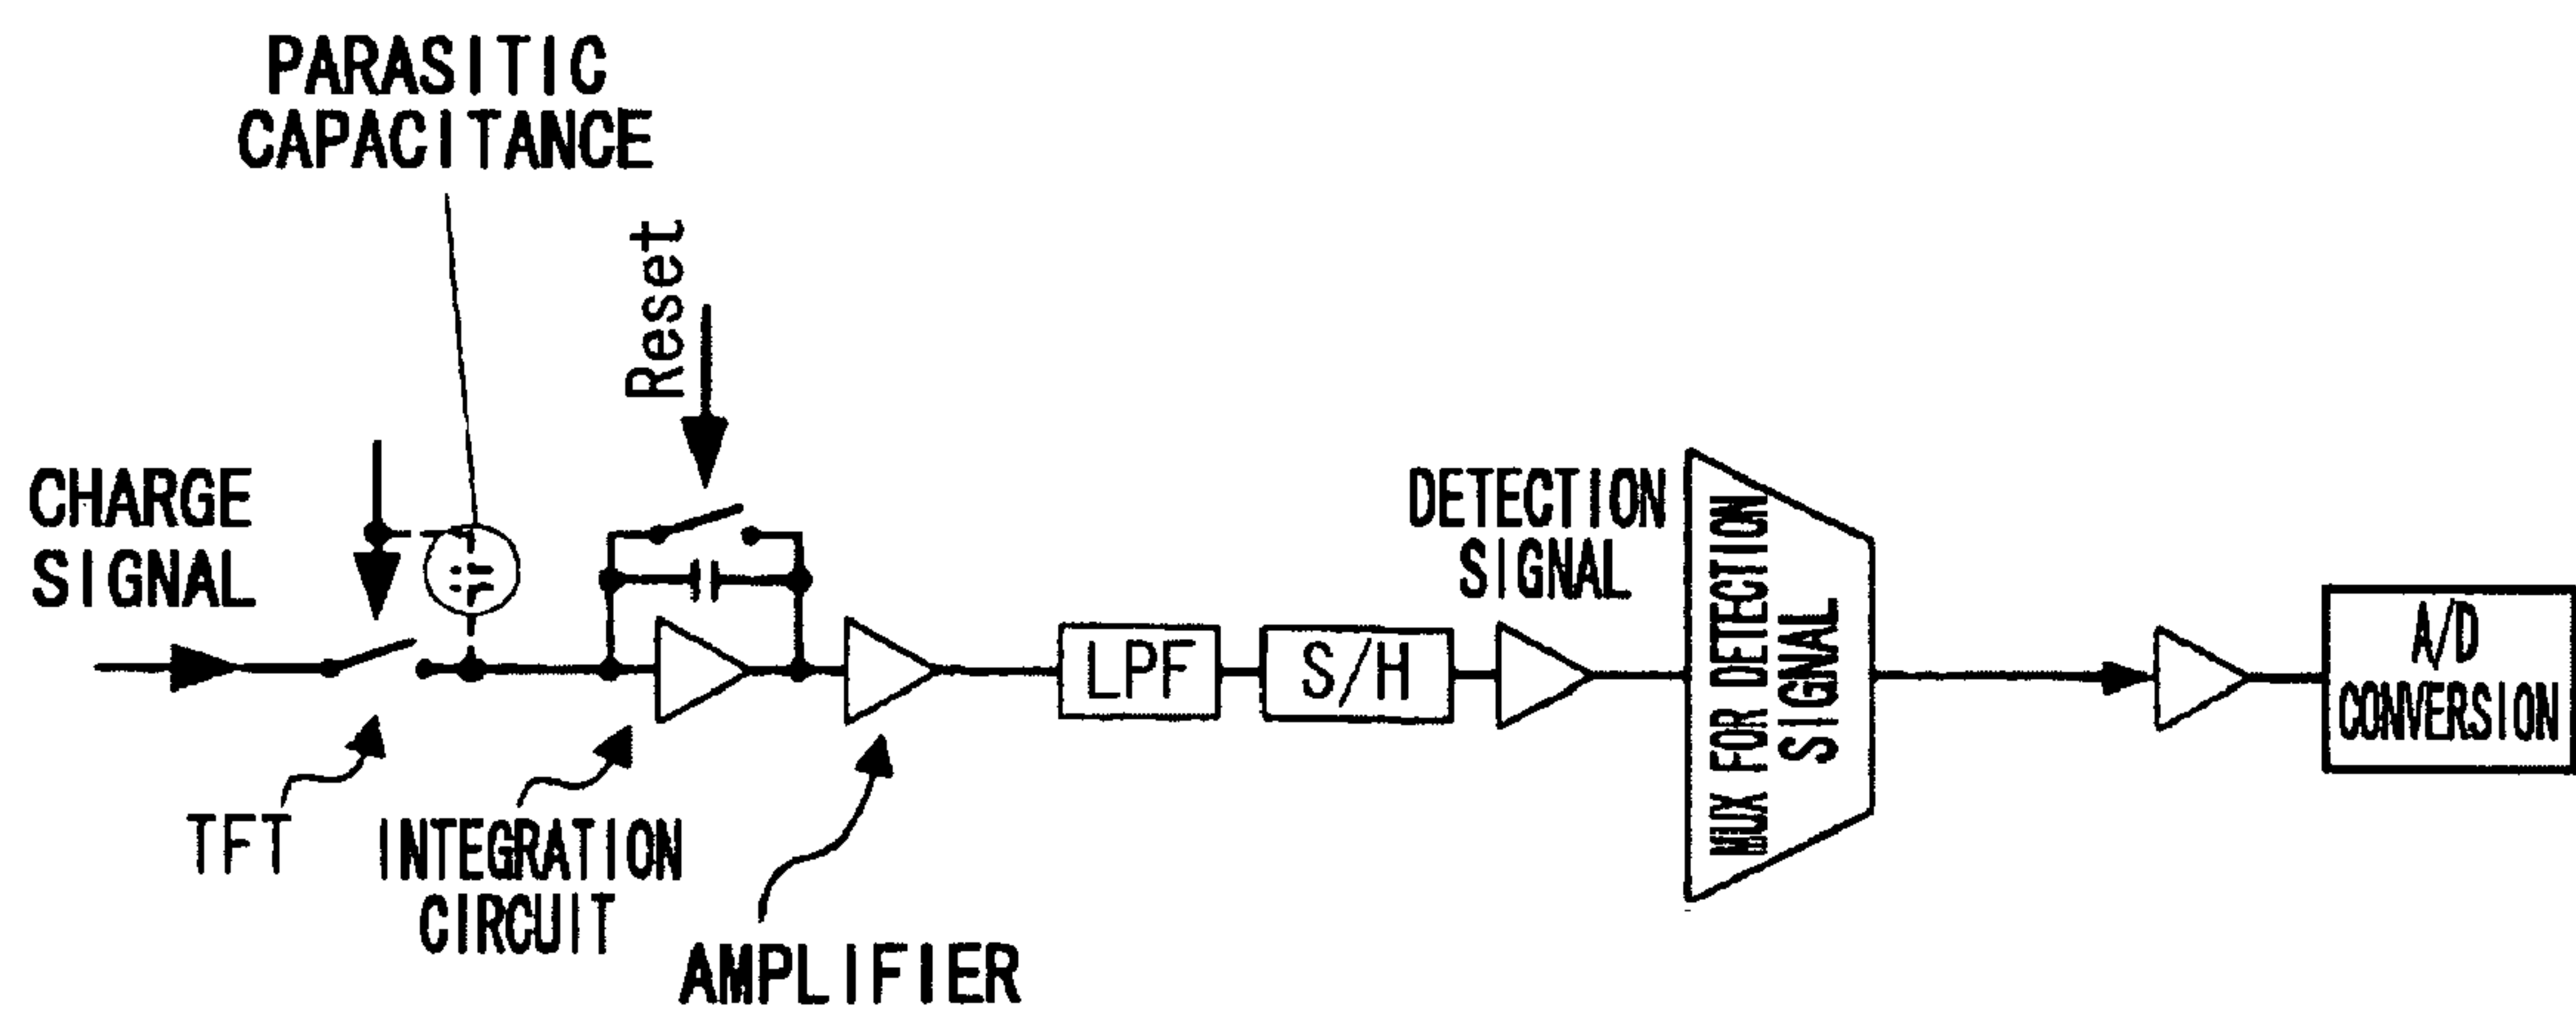 PARASITIC
CAPACITANCE
Reset
CHARGE
SIGNAL
DETECTION
SIGNAL
MUX FOR DETECTION
SIGNAL
LPF
S/H
A/D
CONVERSION
TFT
INTEGRATION
CIRCUIT
AMPLIFIER